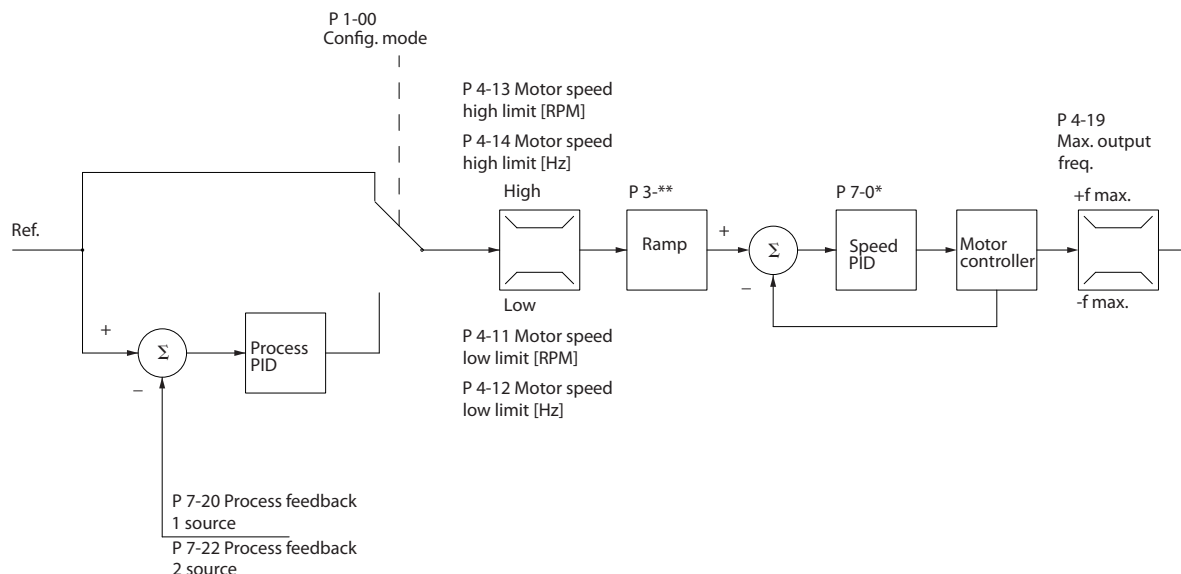 P 1-00
Config. mode
P 4-13 Motor speed
high limit [RPM]
P 4-14 Motor speed
high limit [Hz]
P 4-19
Max. output
freq.
High
P 3-**
P 7-0*
+f max.
Ref.
Ramp
+
Σ
_
Speed
PID
Motor
controller
Low
-f max.
+
Σ
_
Process
PID
P 4-11 Motor speed
low limit [RPM]
P 4-12 Motor speed
low limit [Hz]
P 7-20 Process feedback
1 source
P 7-22 Process feedback
2 source